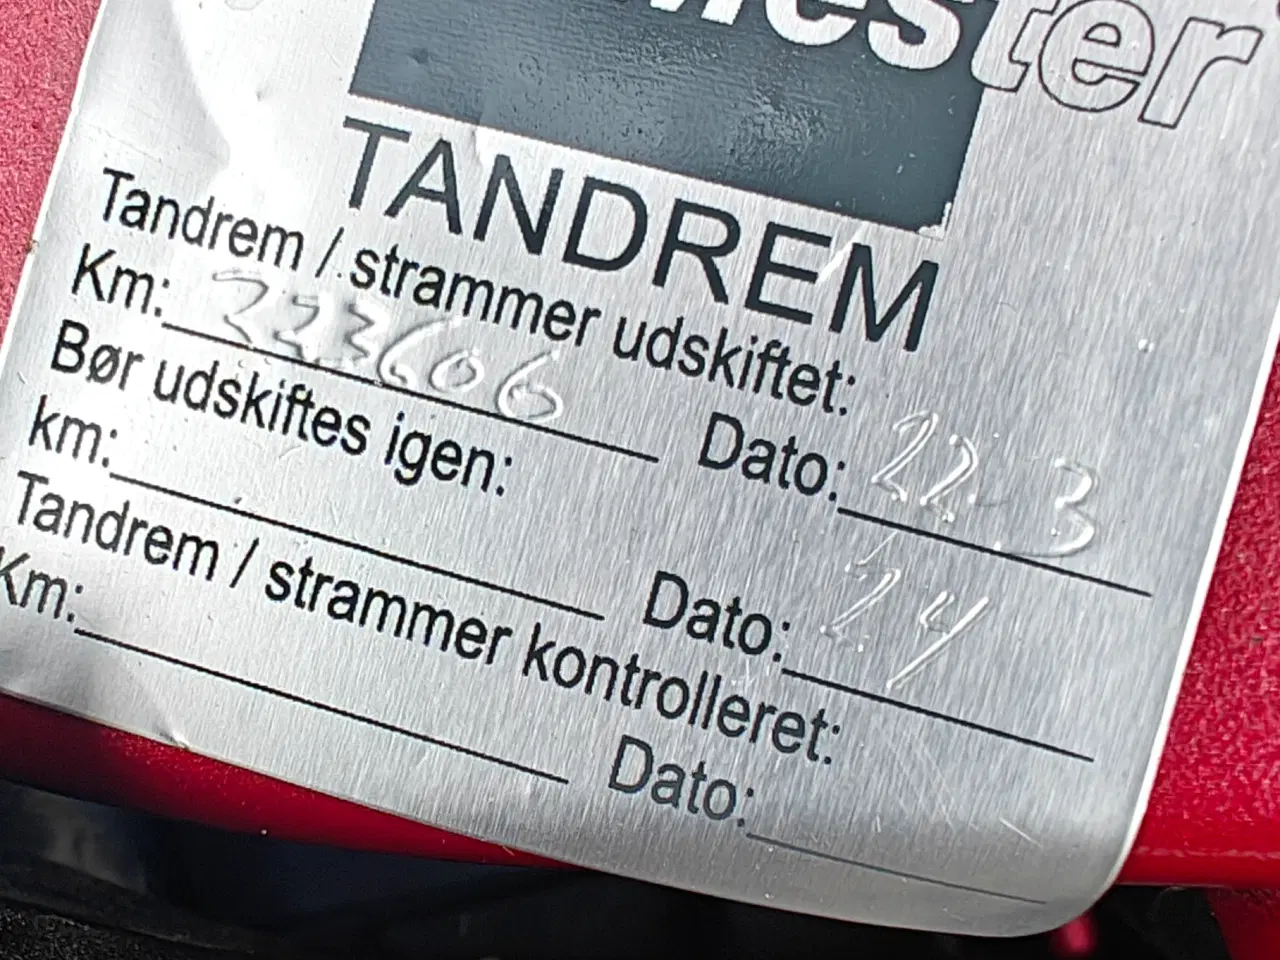 mester
TANDREM
Tandrem / strammer udskiftet:
Km: 223606 Dato: 22-3
Bør udskiftes igen:
km: Dato: 24
Tandrem / strammer kontrolleret:
Km: Dato: